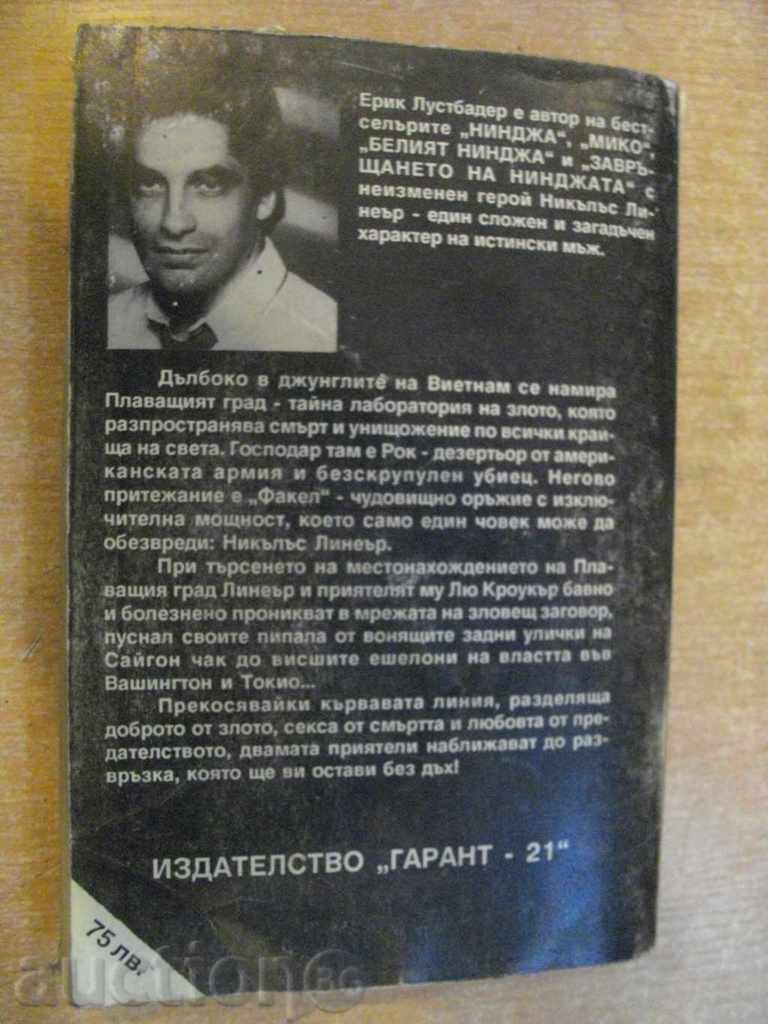 Ерик Лустбадер е автор на бест-
селърите „НИНДЖА“, „МИКО“,
„БЕЛИЯТ НИНДЖА“ и „ЗАВРЪ-
ЩАНЕТО НА НИНДЖАТА“ с
неизменен герой Никълъс Ли-
неър - един сложен и загадъчен
характер на истински мъж.
Дълбоко в джунглите на Виетнам се намира
Плаващият град - тайна лаборатория на злото, която
разпространява смърт и унищожение по всички краи-
ща на света. Господар там е Рок - дезертьор от амери-
канската армия и безскрупулен убиец. Негово
притежание е „Факел“ - чудовищно оръжие с изклю-
чителна мощност, което само един човек може да
обезвреди: Никълъс Линеър.
При търсенето на местонахождението на Пла-
ващия град Линеър и приятелят му Лю Кроукър бавно
и болезнено проникват в мрежата на зловещ заговор,
пуснал своите пипала от вонящите задни улички на
Сайгон чак до висшите ешелони на властта във
Вашингтон и Токио...
Прекосявайки кървавата линия, разделяща
доброто от злото, секса от смъртта и любовта от пре-
дателството, двамата приятели наближават до раз-
връзка, която ще ви остави без дъх!
ИЗДАТЕЛСТВО „ГАРАНТ - 21“
75 лв.
auction BG